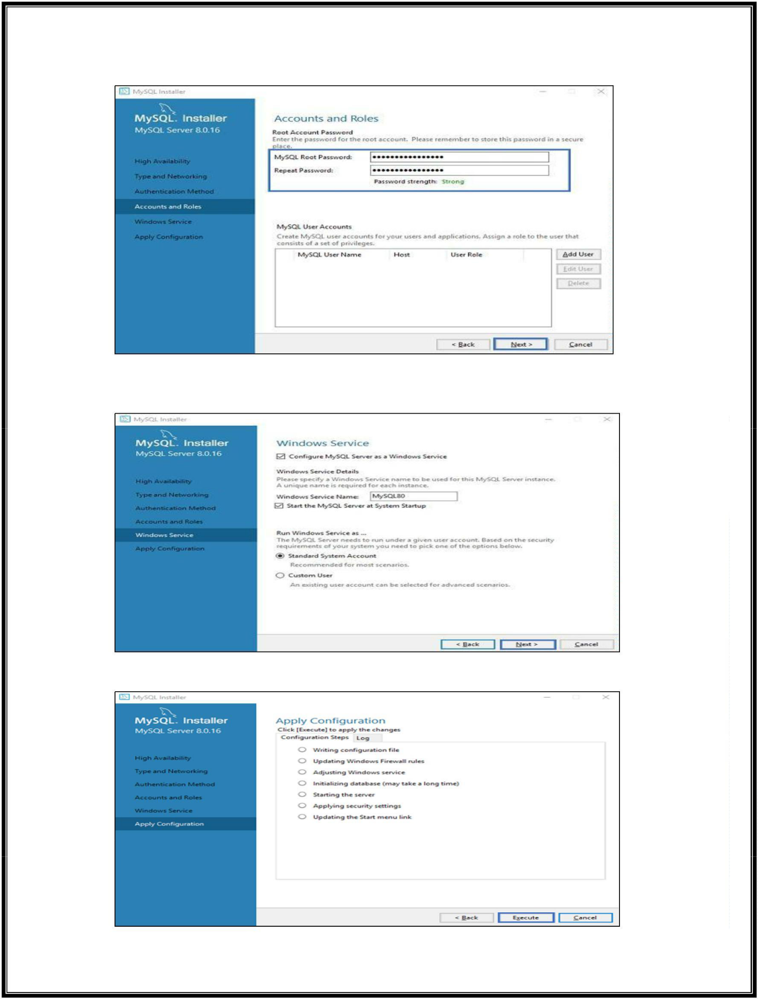 MySQL Installer
MySQL. Installer
MySQL Server 8.0.16
High Availability
Type and Networking
Authentication Method
Accounts and Roles
Windows Service
Apply Configuration
Accounts and Roles
Root Account Password
Enter the password for the root account. Please remember to store this password in a secure
place.
MySQL Root Password: ••••••••••••••••
Repeat Password: ••••••••••••••••
Password strength: Strong
MySQL User Accounts
Create MySQL user accounts for your users and applications. Assign a role to the user that
consists of a set of privileges.
MySQL User Name Host User Role
Add User
Edit User
Delete
< Back Next > Cancel
MySQL Installer
MySQL. Installer
MySQL Server 8.0.16
High Availability
Type and Networking
Authentication Method
Accounts and Roles
Windows Service
Apply Configuration
Windows Service
Configure MySQL Server as a Windows Service
Windows Service Details
Please specify a Windows Service name to be used for this MySQL Server instance.
A unique name is required for each instance.
Windows Service Name: MySQL80
Start the MySQL Server at System Startup
Run Windows Service as ...
The MySQL Server needs to run under a given user account. Based on the security
requirements of your system you need to pick one of the options below.
Standard System Account
Recommended for most scenarios.
Custom User
An existing user account can be selected for advanced scenarios.
< Back Next > Cancel
MySQL Installer
MySQL. Installer
MySQL Server 8.0.16
High Availability
Type and Networking
Authentication Method
Accounts and Roles
Windows Service
Apply Configuration
Apply Configuration
Click [Execute] to apply the changes
Configuration Steps Log
Writing configuration file
Updating Windows Firewall rules
Adjusting Windows service
Initializing database (may take a long time)
Starting the server
Applying security settings
Updating the Start menu link
< Back Execute Cancel